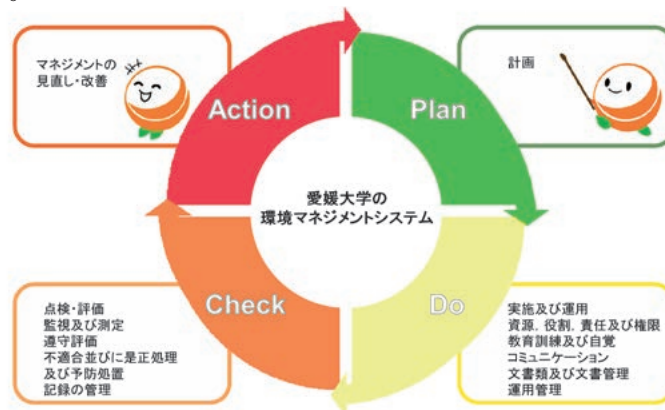 マネジメントの
見直し・改善
Action
Plan
計画
愛媛大学の
環境マネジメントシステム
Check
Do
点検・評価
監視及び測定
遵守評価
不適合並びに是正処理
及び予防処置
記録の管理
実施及び運用
資源,役割,責任及び権限
教育訓練及び自覚
コミュニケーション
文書類及び文書管理
運用管理